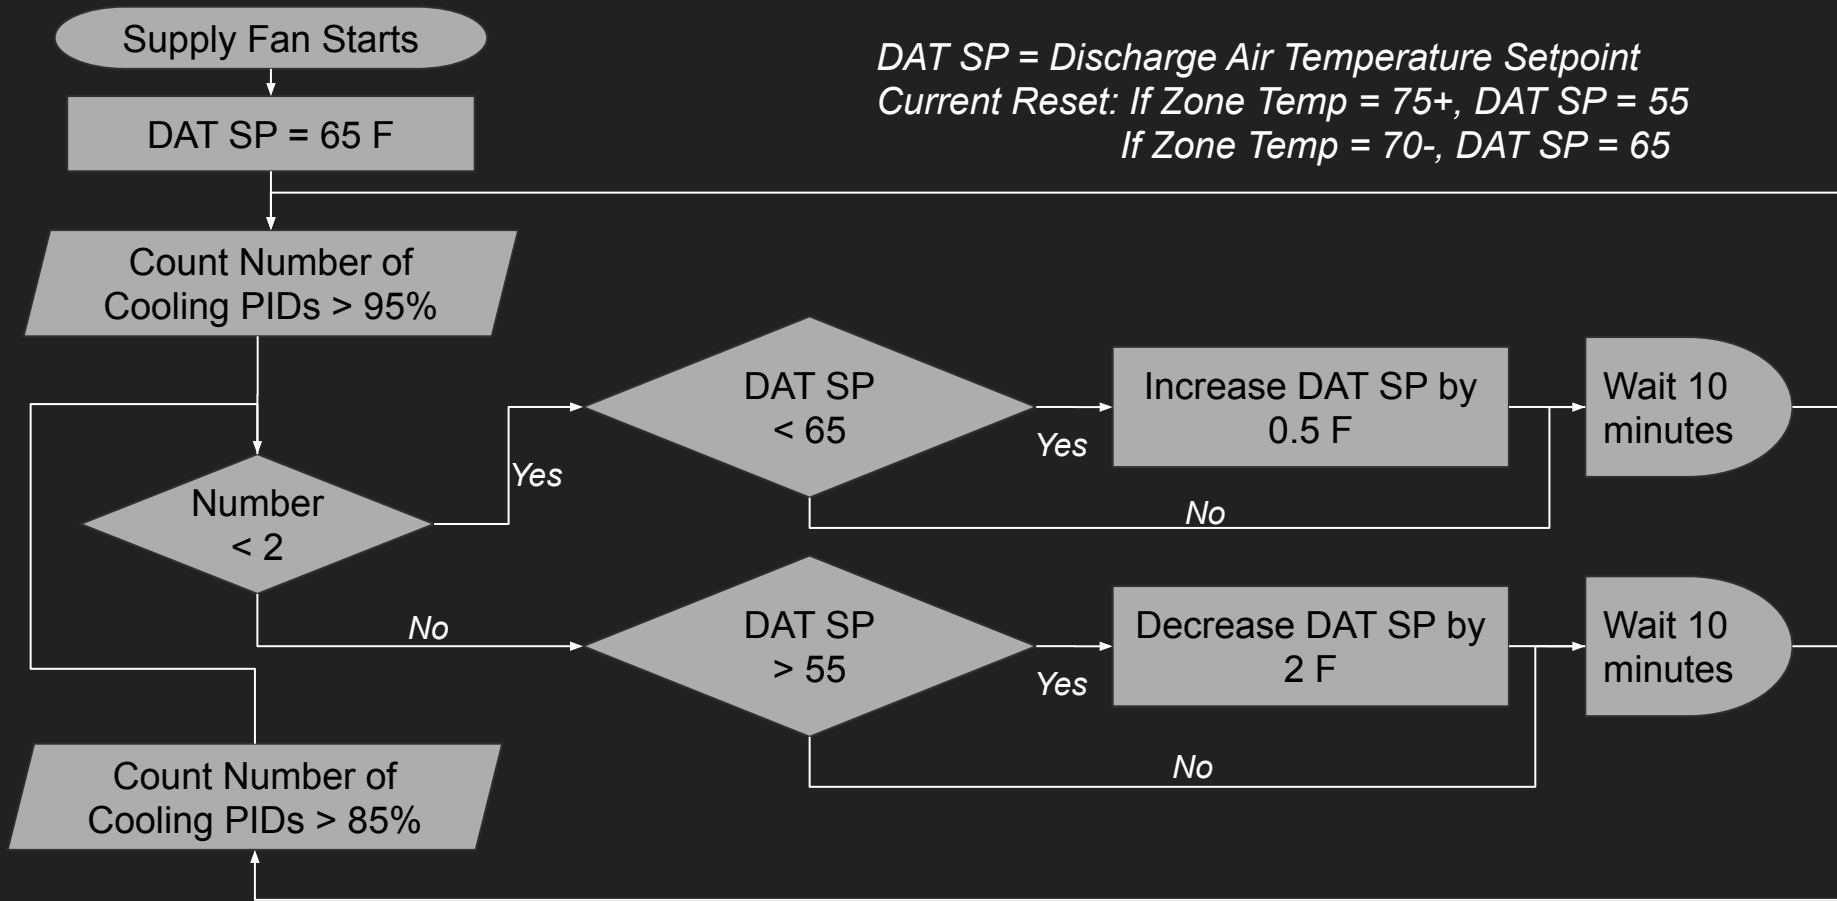 Supply Fan Starts
DAT SP = Discharge Air Temperature Setpoint
Current Reset: If Zone Temp = 75+, DAT SP = 55
If Zone Temp = 70-, DAT SP = 65
DAT SP = 65 F
Count Number of
Cooling PIDs > 95%
Number
< 2
Yes
No
DAT SP
< 65
Yes
No
Increase DAT SP by
0.5 F
Wait 10
minutes
DAT SP
> 55
Yes
No
Decrease DAT SP by
2 F
Wait 10
minutes
Count Number of
Cooling PIDs > 85%